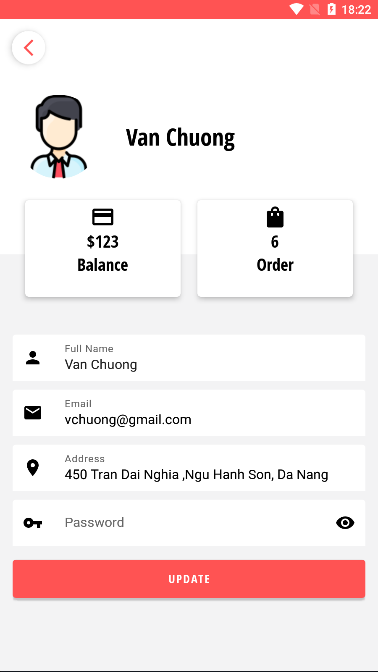 18:22
Van Chuong
$123
Balance
6
Order
Full Name
Van Chuong
Email
vchuong@gmail.com
Address
450 Tran Dai Nghia ,Ngu Hanh Son, Da Nang
Password
UPDATE